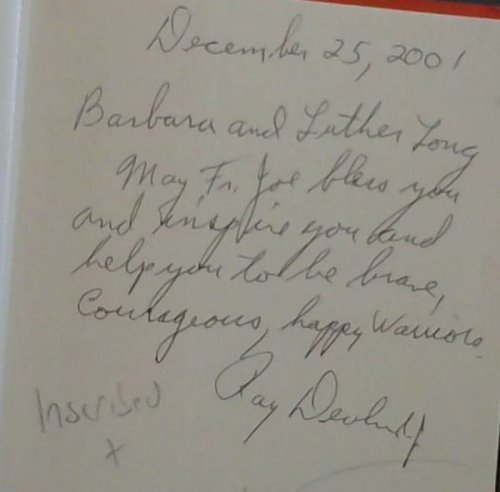 December 25, 2001
Barbara and Luther Long
May Fr. Joe bless you
and inspire you and
help you to be brave,
Courageous, happy Warriors
Ray
Inscribed
x